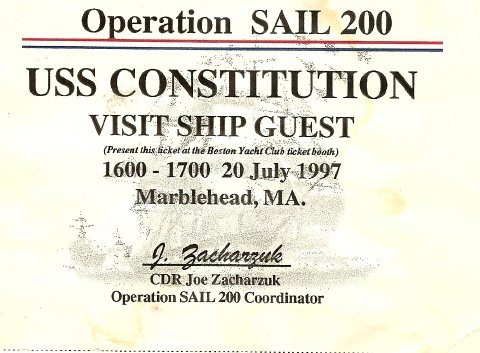 Operation SAIL 200
USS CONSTITUTION
VISIT SHIP GUEST
(Present this ticket at the Boston Yacht Club ticket booth)
1600 - 1700 20 July 1997
Marblehead, MA.
J. Zacharzuk
CDR Joe Zacharzuk
Operation SAIL 200 Coordinator